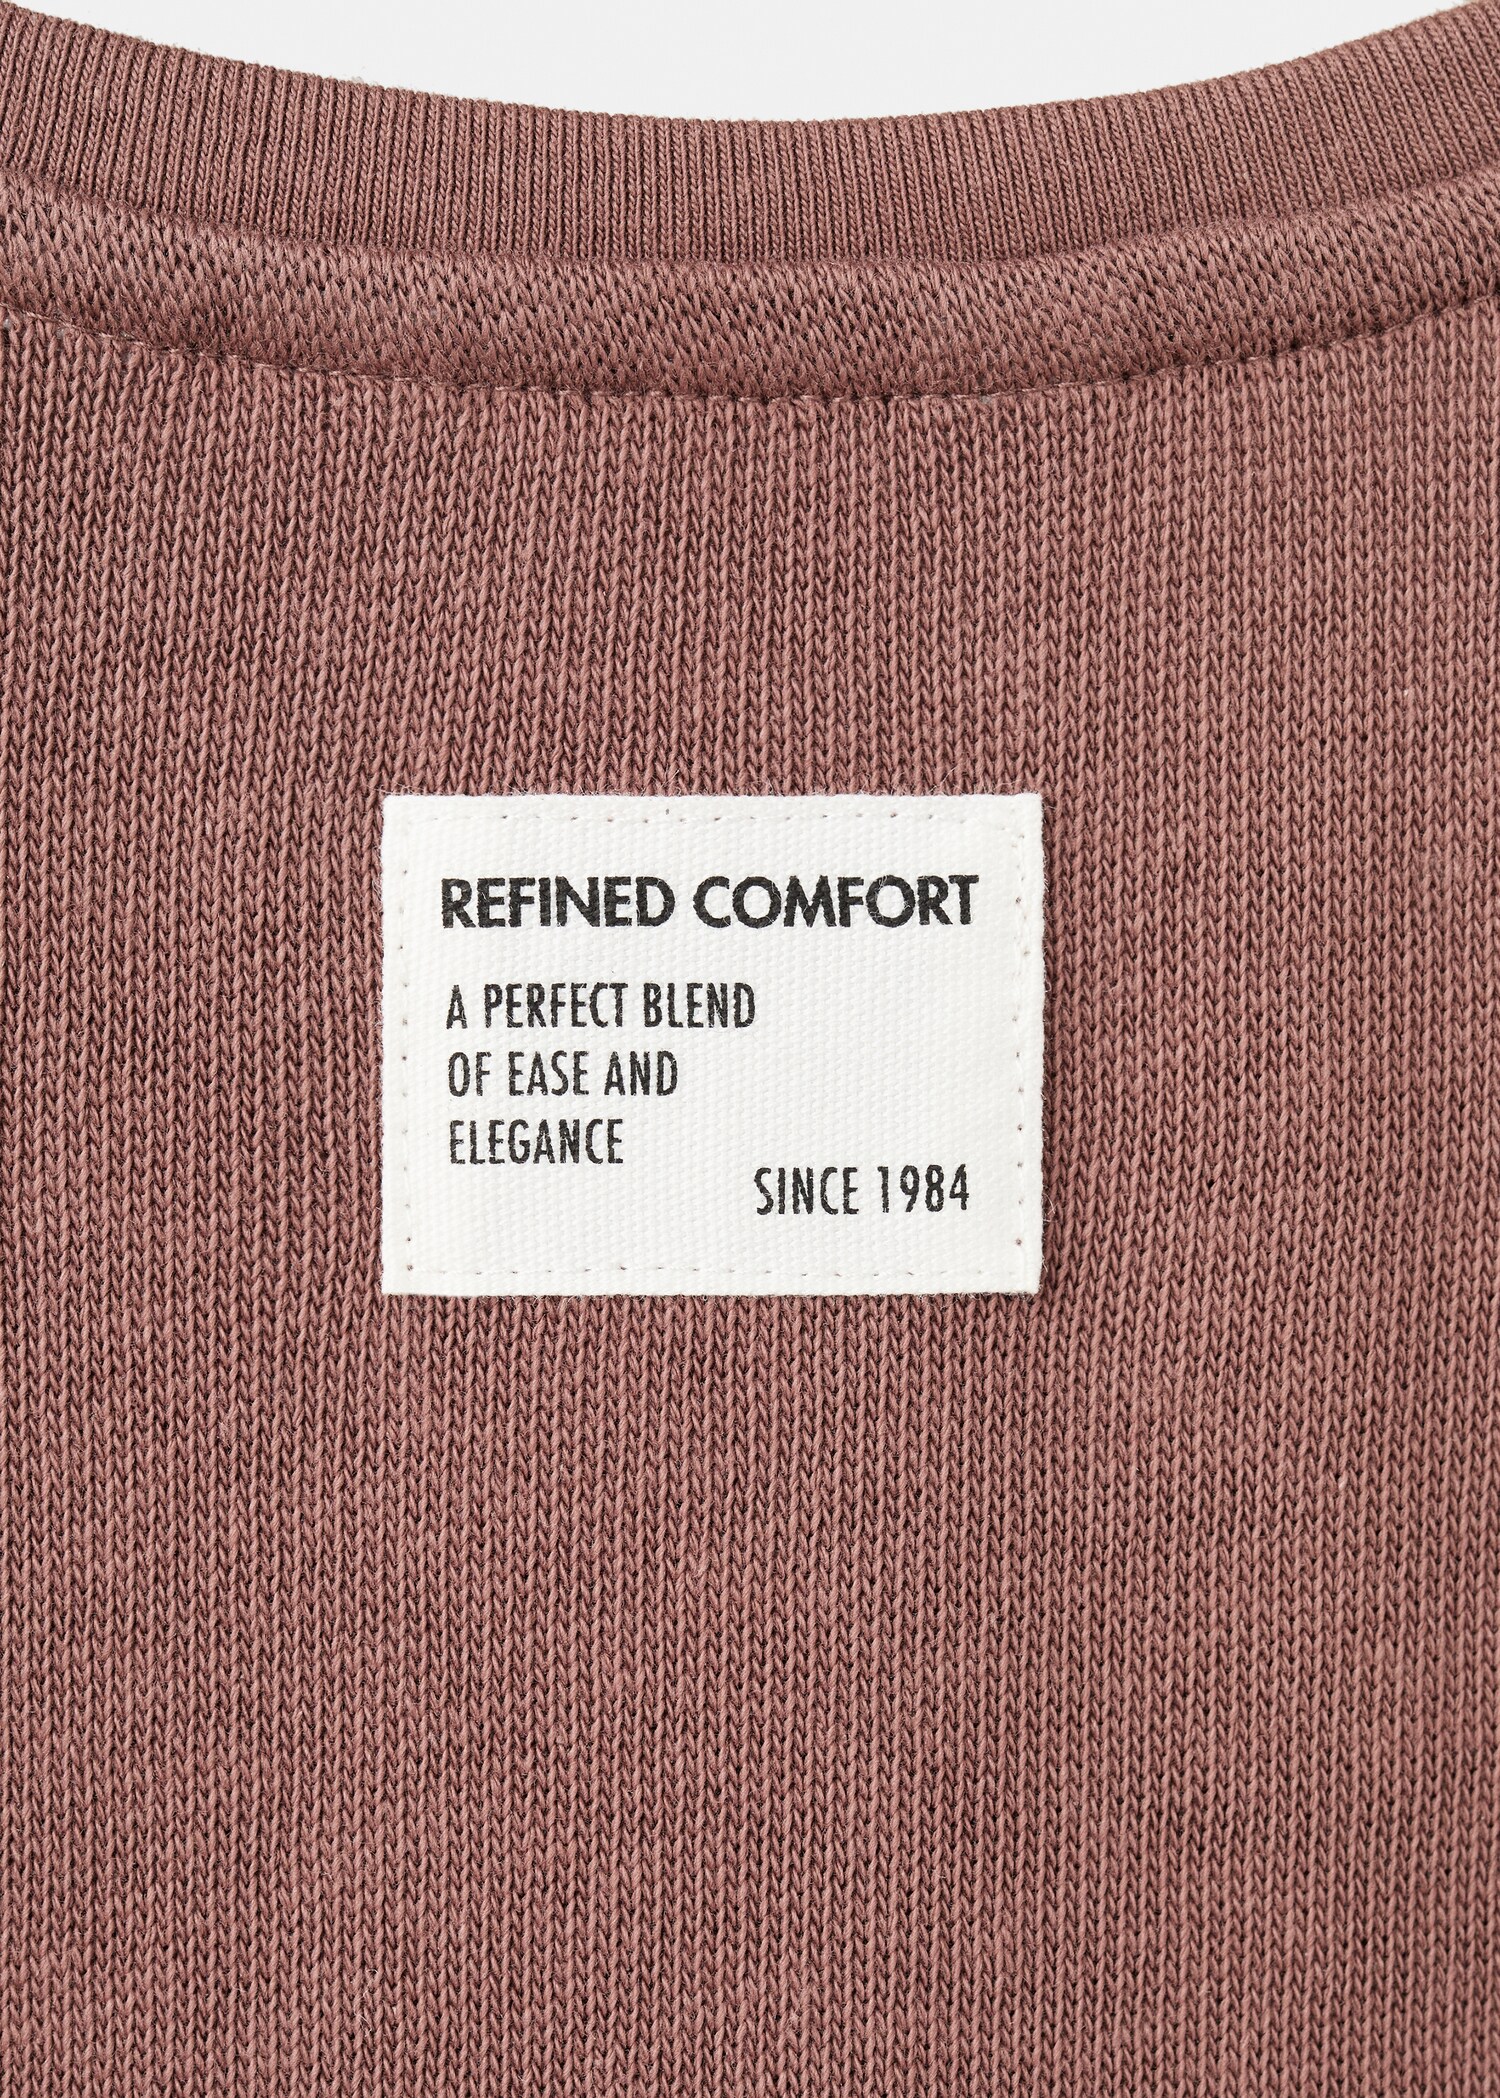 REFINED COMFORT
A PERFECT BLEND
OF EASE AND
ELEGANCE
SINCE 1984